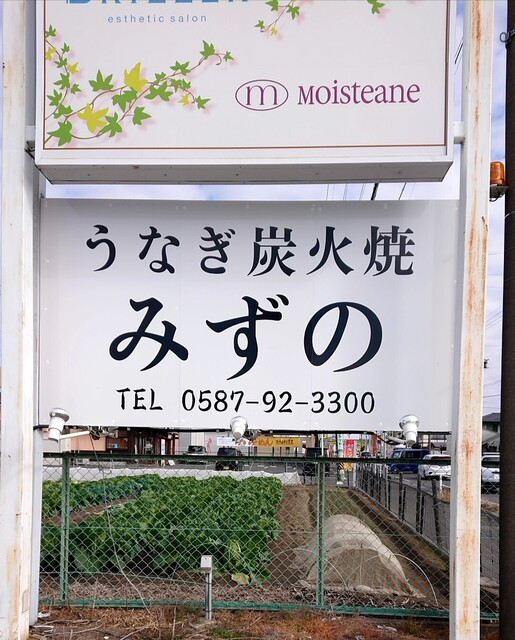 esthetic salon
m MOISTEANE
うなぎ炭火焼
みずの
TEL 0587-92-3300